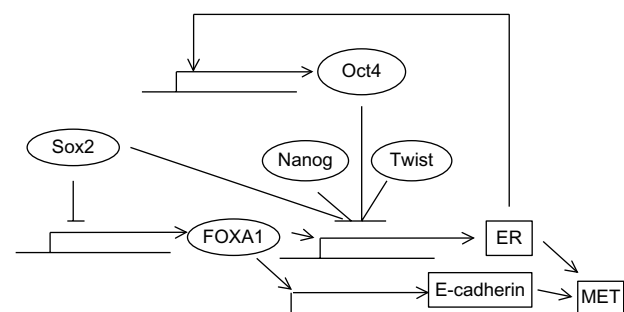 Oct4
Sox2
Nanog
Twist
FOXA1
ER
E-cadherin
MET